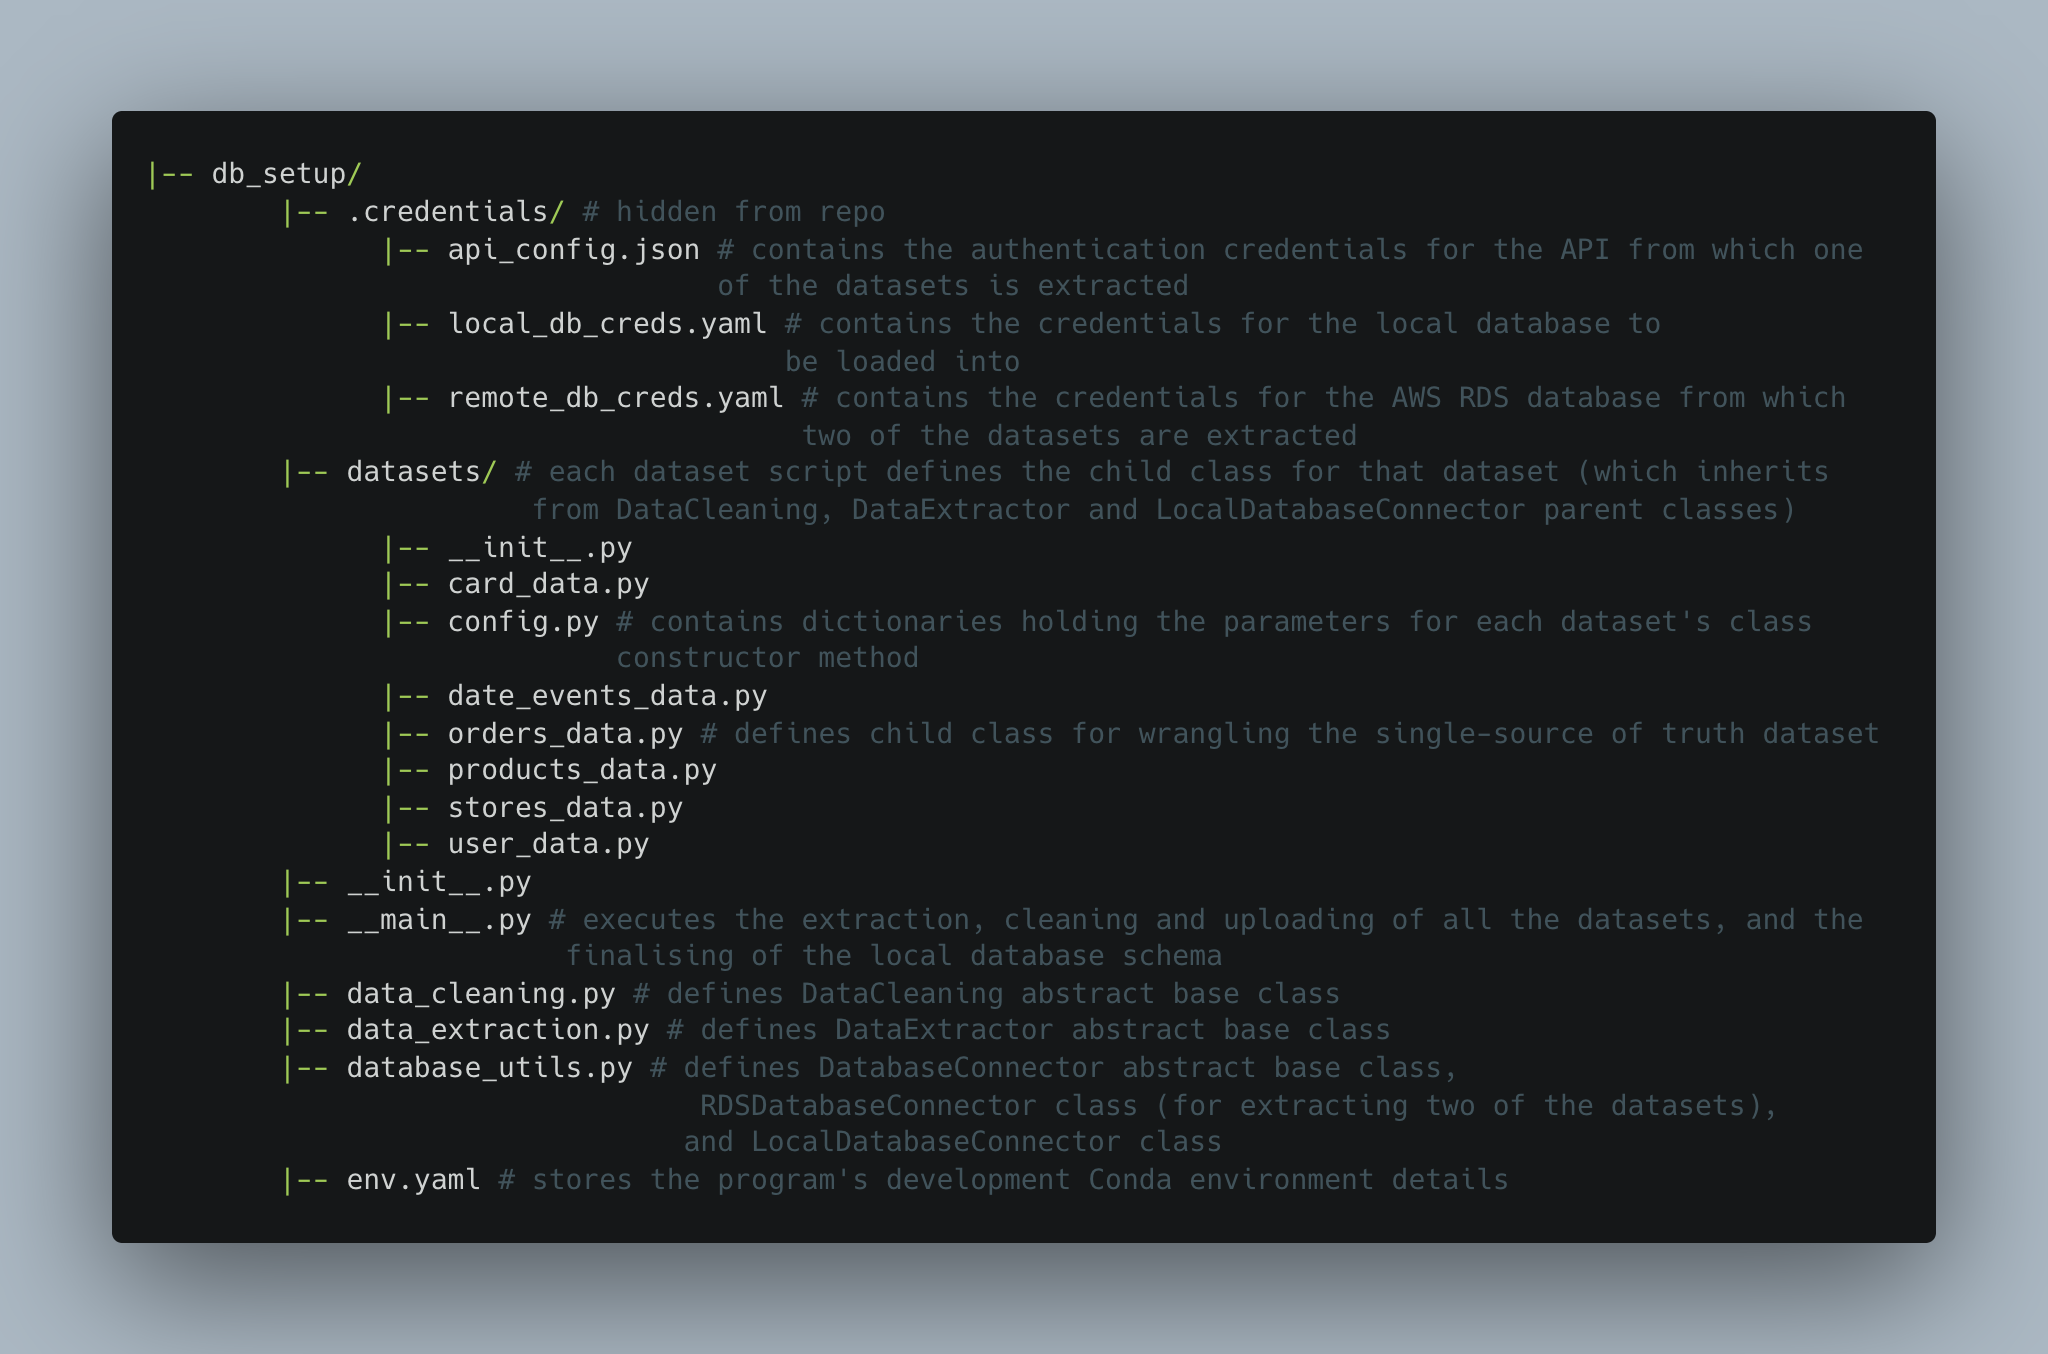 |-- db_setup/
|-- .credentials/ # hidden from repo
|-- api_config.json # contains the authentication credentials for the API from which one
of the datasets is extracted
|-- local_db_creds.yaml # contains the credentials for the local database to
be loaded into
|-- remote_db_creds.yaml # contains the credentials for the AWS RDS database from which
two of the datasets are extracted
|-- datasets/ # each dataset script defines the child class for that dataset (which inherits
from DataCleaning, DataExtractor and LocalDatabaseConnector parent classes)
|-- __init__.py
|-- card_data.py
|-- config.py # contains dictionaries holding the parameters for each dataset's class
constructor method
|-- date_events_data.py
|-- orders_data.py # defines child class for wrangling the single-source of truth dataset
|-- products_data.py
|-- stores_data.py
|-- user_data.py
|-- __init__.py
|-- __main__.py # executes the extraction, cleaning and uploading of all the datasets, and the
finalising of the local database schema
|-- data_cleaning.py # defines DataCleaning abstract base class
|-- data_extraction.py # defines DataExtractor abstract base class
|-- database_utils.py # defines DatabaseConnector abstract base class,
RDSDatabaseConnector class (for extracting two of the datasets),
and LocalDatabaseConnector class
|-- env.yaml # stores the program's development Conda environment details